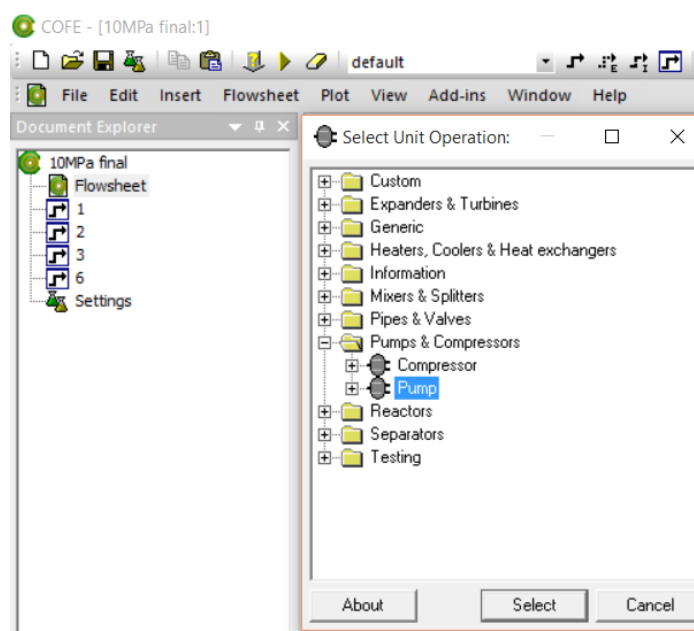 COFE - [10MPa final:1]
default
File Edit Insert Flowsheet Plot View Add-ins Window Help
Document Explorer
10MPa final
Flowsheet
1
2
3
6
Settings
Select Unit Operation:
Custom
Expanders & Turbines
Generic
Heaters, Coolers & Heat exchangers
Information
Mixers & Splitters
Pipes & Valves
Pumps & Compressors
Compressor
Pump
Reactors
Separators
Testing
About Select Cancel